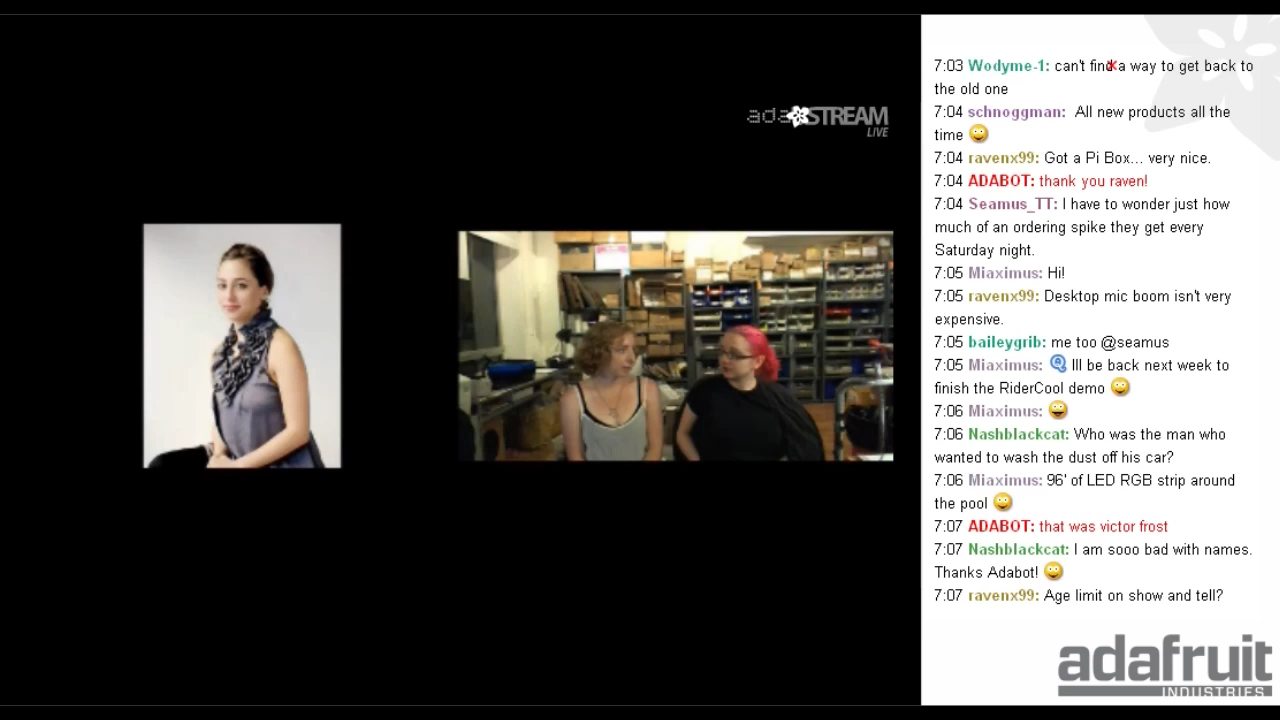 ada STREAM
LIVE
7:03 Wodyme-1: can't find a way to get back to
the old one
7:04 schnoggman: All new products all the
time
7:04 ravenx99: Got a Pi Box... very nice.
7:04 ADABOT: thank you raven!
7:04 Seamus_TT: I have to wonder just how
much of an ordering spike they get every
Saturday night.
7:05 Miaximus: Hi!
7:05 ravenx99: Desktop mic boom isn't very
expensive.
7:05 baileygrib: me too @seamus
7:05 Miaximus: Ill be back next week to
finish the RiderCool demo
7:06 Miaximus:
7:06 Nashblackcat: Who was the man who
wanted to wash the dust off his car?
7:06 Miaximus: 96' of LED RGB strip around
the pool
7:07 ADABOT: that was victor frost
7:07 Nashblackcat: I am sooo bad with names.
Thanks Adabot!
7:07 ravenx99: Age limit on show and tell?
adafruit
INDUSTRIES